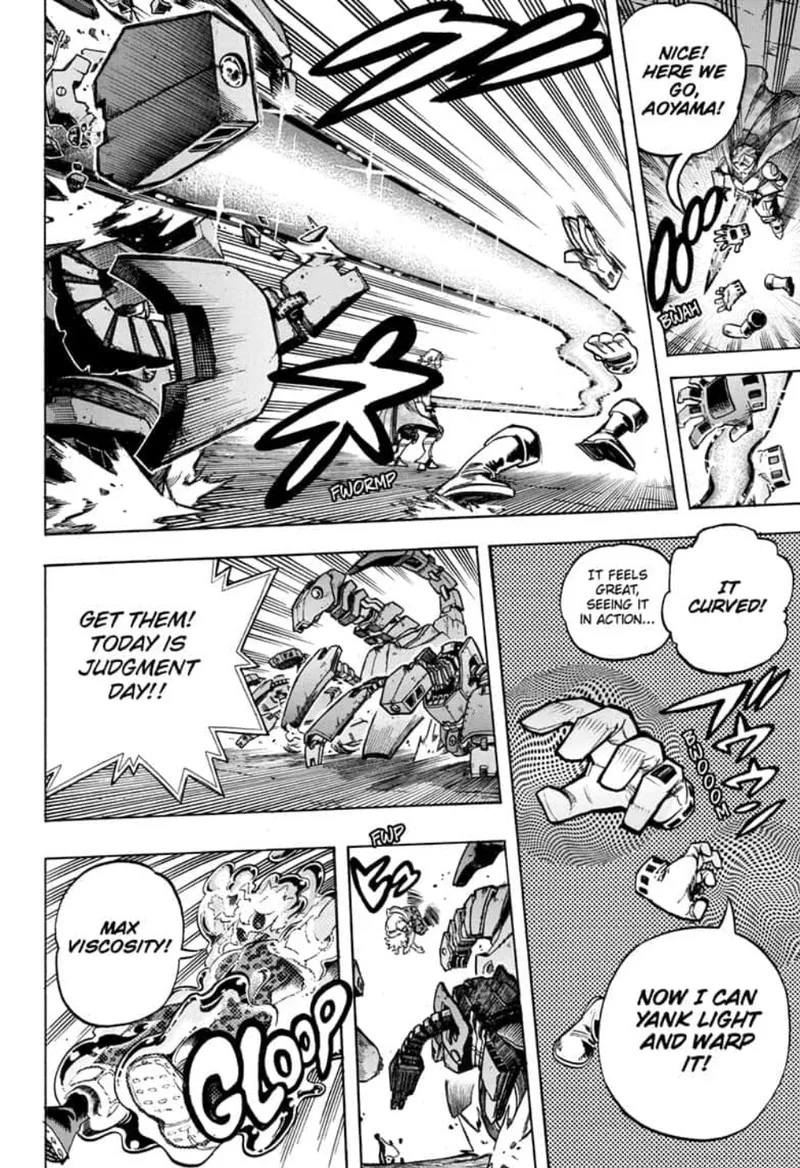 NICE!
HERE WE
GO,
AOYAMA!
BWAH
FWORMP
IT
CURVED!
IT FEELS
GREAT,
SEEING IT
IN ACTION...
BWOOOM
NOW I CAN
YANK LIGHT
AND WARP
IT!
GET THEM!
TODAY IS
JUDGMENT
DAY!!
FWP
MAX
VISCOSITY!
GLOOP